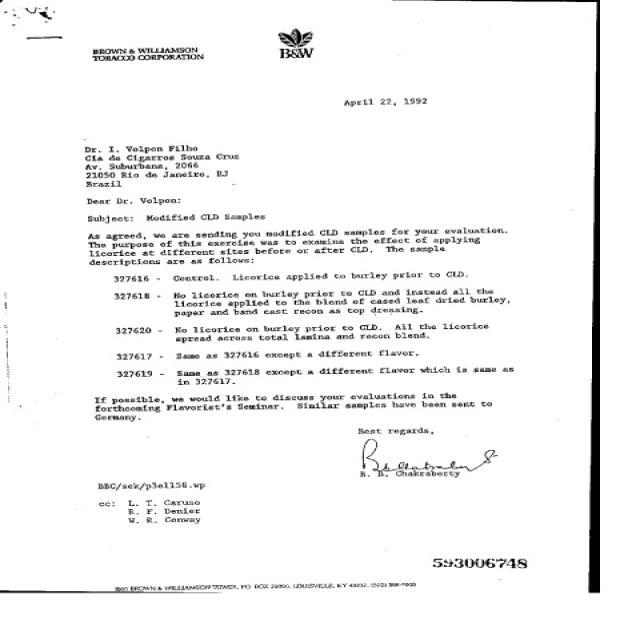 BROWN & WILLIAMSON
TOBACCO CORPORATION
B&W
April 22, 1992
Dr. I. Volpon Filho
Cia de Cigarros Souza Cruz
Av. Suburbana, 2066
21050 Rio de Janeiro, RJ
Brazil
Dear Dr. Volpon:
Subject: Modified CLD Samples
As agreed, we are sending you modified CLD samples for your evaluation.
The purpose of this exercise was to examine the effect of applying
licorice at different sites before or after CLD. The sample
descriptions are as follows:
327616 - Control. Licorice applied to burley prior to CLD.
327618 - No licorice on burley prior to CLD and instead all the
licorice applied to the blend of cased leaf dried burley,
paper and band cast recon as top dressing.
327620 - No licorice on burley prior to CLD. All the licorice
spread across total lamina and recon blend.
327617 - Same as 327616 except a different flavor.
327619 - Same as 327618 except a different flavor which is same as
in 327617.
If possible, we would like to discuss your evaluations in the
forthcoming Flavorist's Seminar. Similar samples have been sent to
Germany.
Best regards,
B. B. Chakraborty
BBC/sek/p3el158.wp
cc: L. T. Caruso
R. F. Denier
W. R. Conway
593006748
1500 BROWN & WILLIAMSON TOWER, PO BOX 35090, LOUISVILLE, KY 40232, (502)